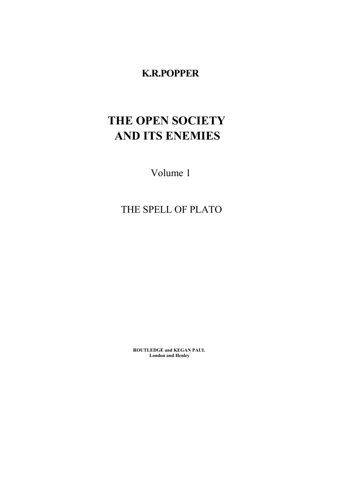 K.R.POPPER
THE OPEN SOCIETY
AND ITS ENEMIES
Volume 1
THE SPELL OF PLATO
ROUTLEDGE and KEGAN PAUL
London and Henley